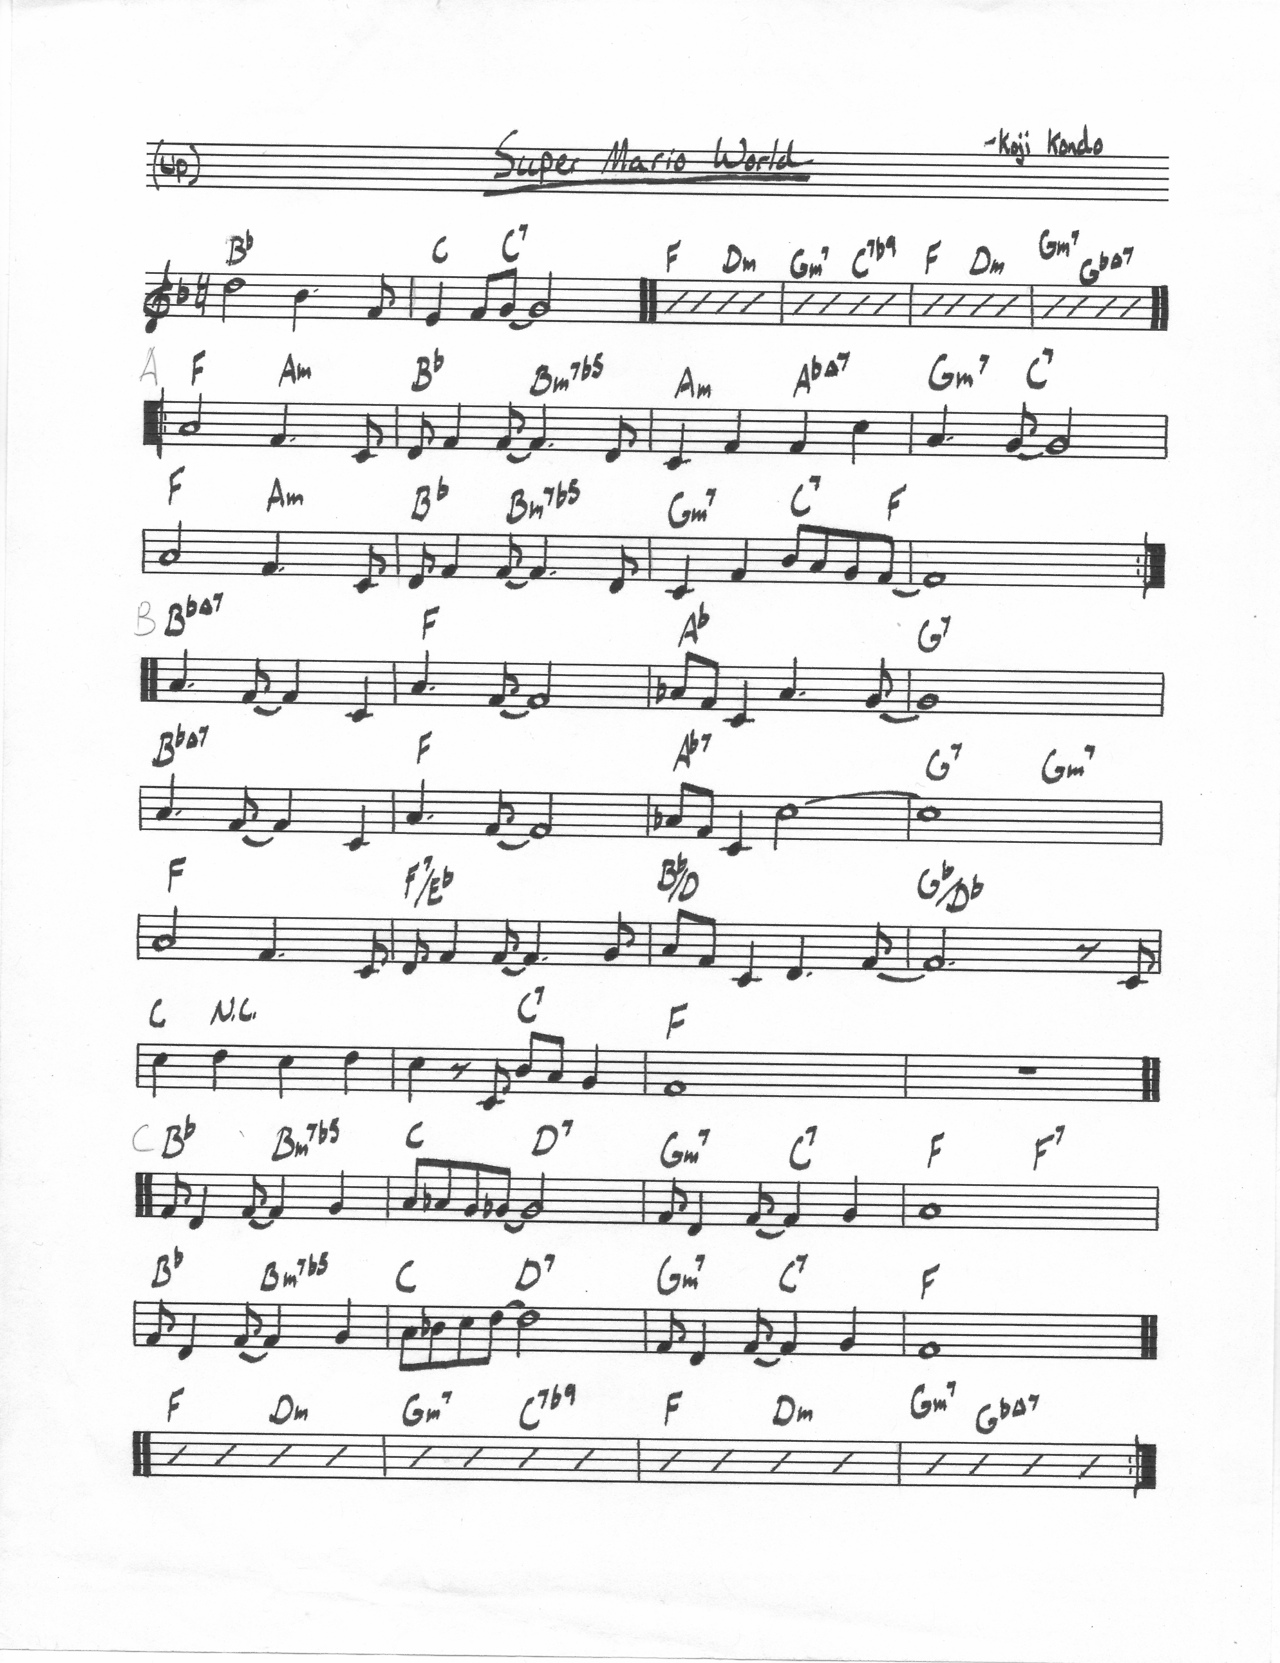 (Up) Super Mario World -Koji Kondo
B♭ C C7 F Dm Gm7 C7♭9 F Dm Gm7 G♭Δ7
A F Am B♭ Bm7♭5 Am A♭Δ7 Gm7 C7
F Am B♭ Bm7♭5 Gm7 C7 F
B B♭Δ7 F A♭ G7
B♭Δ7 F A♭7 G7 Gm7
F F7/E♭ B♭/D G♭/D♭
C N.C. C7 F
C B♭ Bm7♭5 C D7 Gm7 C7 F F7
B♭ Bm7♭5 C D7 Gm7 C7 F
F Dm Gm7 C7♭9 F Dm Gm7 G♭Δ7